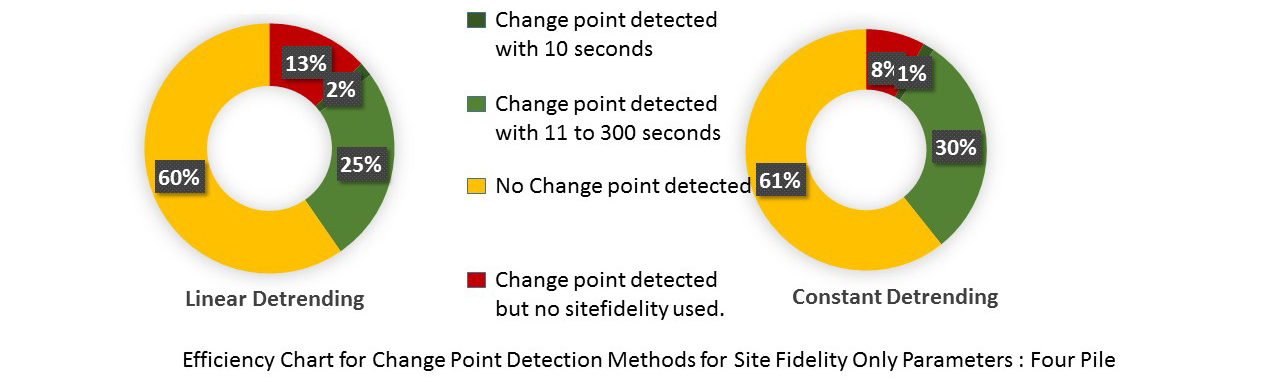 13%
2%
25%
60%
Linear Detrending
Change point detected
with 10 seconds
Change point detected
with 11 to 300 seconds
No Change point detected
Change point detected
but no sitefidelity used.
8%
1%
30%
61%
Constant Detrending
Efficiency Chart for Change Point Detection Methods for Site Fidelity Only Parameters : Four Pile